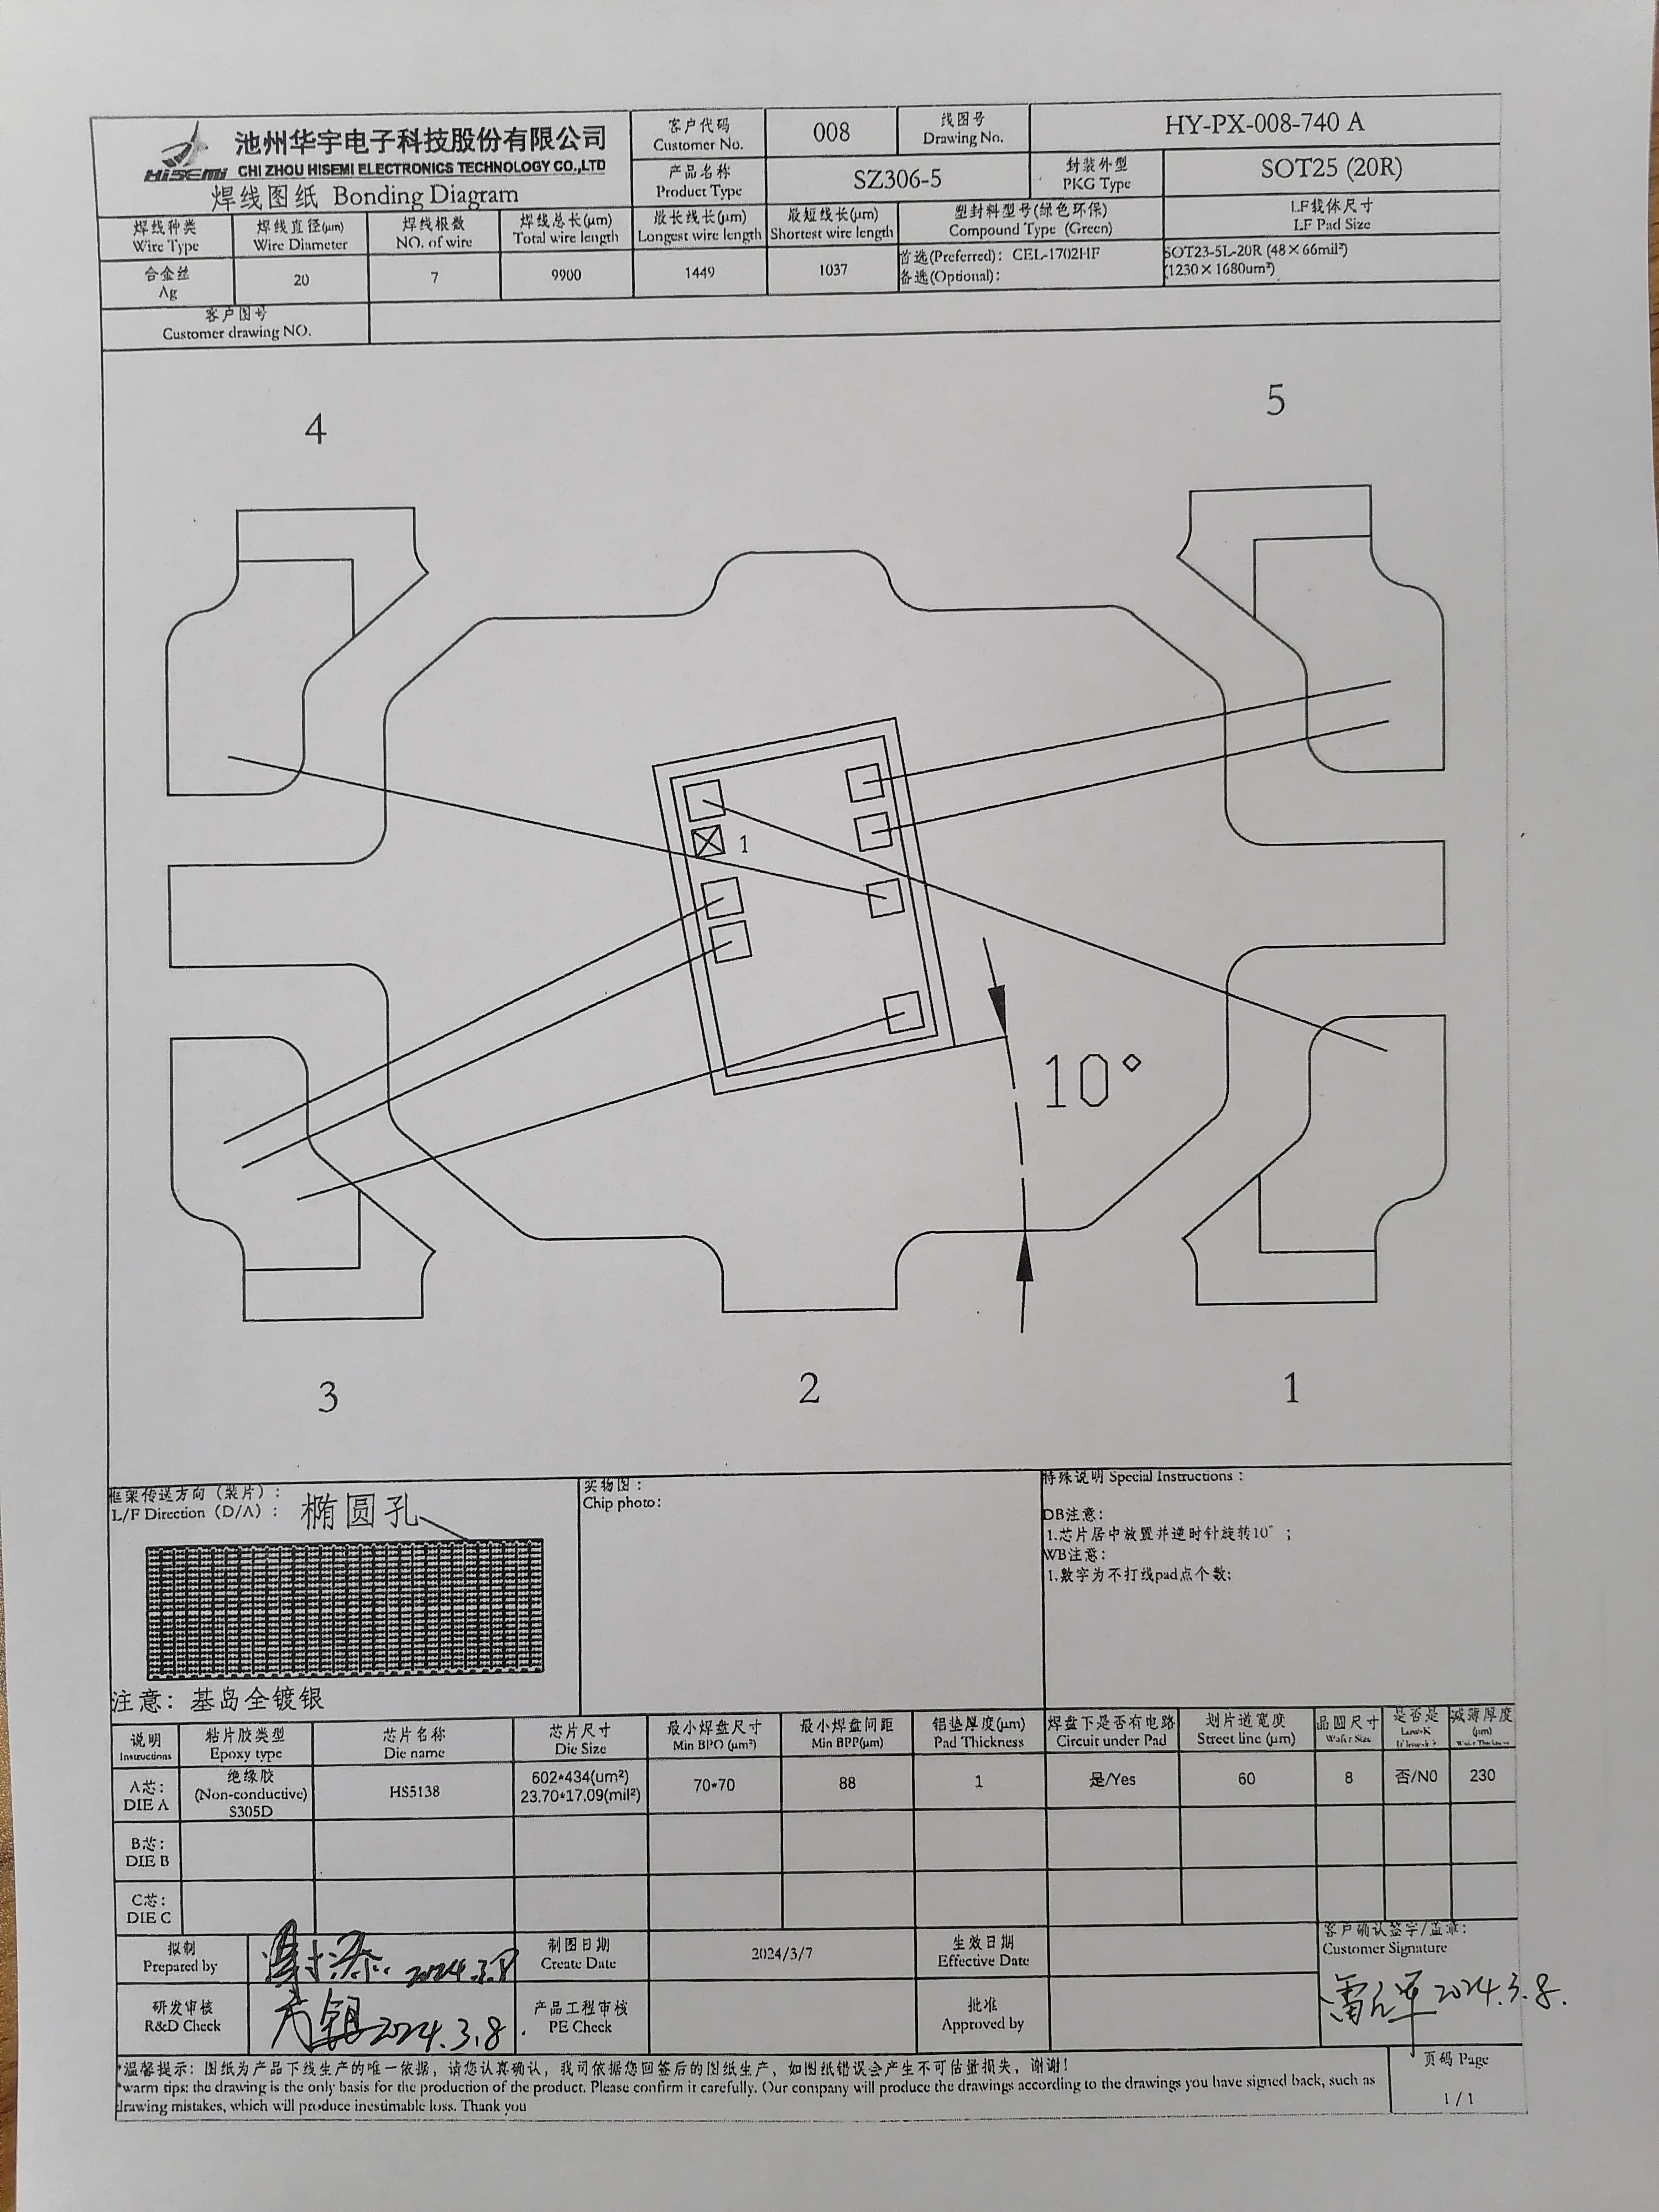 HiSEMi
池州华宇电子科技股份有限公司
CHI ZHOU HISEMI ELECTRONICS TECHNOLOGY CO.,LTD
焊线图纸 Bonding Diagram
客户代码
Customer No.
008
线图号
Drawing No.
HY-PX-008-740 A
产品名称
Product Type
SZ306-5
封装外型
PKG Type
SOT25 (20R)
焊线种类
Wire Type
焊线直径(μm)
Wire Diameter
焊线根数
NO. of wire
焊线总长(μm)
Total wire length
最长线长(μm)
Longest wire length
最短线长(μm)
Shortest wire length
塑封料型号(绿色环保)
Compound Type (Green)
LF载体尺寸
LF Pad Size
合金丝
Ag
20
7
9900
1449
1037
首选(Preferred): CEL-1702HF
备选(Optional):
SOT23-5L-20R (48×66mil²)
(1230×1680um²)
客户图号
Customer drawing NO.
4
5
1
10°
3
2
1
框架传送方向(装片):
L/F Direction (D/A):
椭圆孔
注意: 基岛全镀银
实物图:
Chip photo:
特殊说明 Special Instructions :
DB注意:
1.芯片居中放置并逆时针旋转10°;
WB注意:
1.数字为不打线pad点个数;
说明
Instructions
粘片胶类型
Epoxy type
芯片名称
Die name
芯片尺寸
Die Size
最小焊盘尺寸
Min BPO (μm²)
最小焊盘间距
Min BPP(μm)
铝垫厚度(μm)
Pad Thickness
焊盘下是否有电路
Circuit under Pad
划片道宽度
Street line (μm)
晶圆尺寸
Wafer Size
是否是
Low-K
减薄厚度
(μm)
A芯:
DIE A
绝缘胶
(Non-conductive)
S305D
HS5138
602*434(um²)
23.70*17.09(mil²)
70*70
88
1
是/Yes
60
8
否/N0
230
B芯:
DIE B
C芯:
DIE C
拟制
Prepared by
制图日期
Create Date
2024/3/7
生效日期
Effective Date
客户确认签字/盖章:
Customer Signature
2024.3.8.
研发审核
R&D Check
2024.3.8.
产品工程审核
PE Check
批准
Approved by
*温馨提示: 图纸为产品下线生产的唯一依据, 请您认真确认, 我司依据您回签后的图纸生产, 如图纸错误会产生不可估量损失, 谢谢!
*warm tips: the drawing is the only basis for the production of the product. Please confirm it carefully. Our company will produce the drawings according to the drawings you have signed back, such as
drawing mistakes, which will produce inestimable loss. Thank you
页码 Page
1 / 1